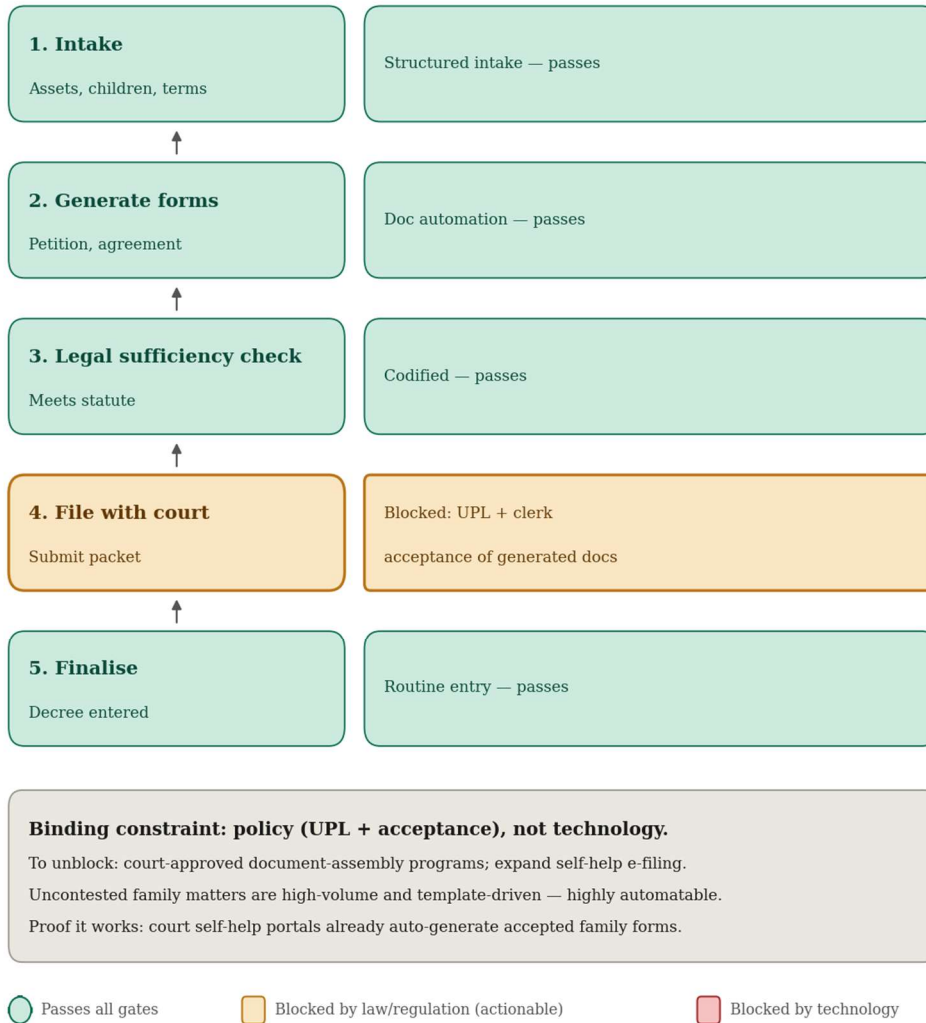 1. Intake
Assets, children, terms
Structured intake — passes
2. Generate forms
Petition, agreement
Doc automation — passes
3. Legal sufficiency check
Meets statute
Codified — passes
4. File with court
Submit packet
Blocked: UPL + clerk
acceptance of generated docs
5. Finalise
Decree entered
Routine entry — passes
Binding constraint: policy (UPL + acceptance), not technology.
To unblock: court-approved document-assembly programs; expand self-help e-filing.
Uncontested family matters are high-volume and template-driven — highly automatable.
Proof it works: court self-help portals already auto-generate accepted family forms.
Passes all gates
Blocked by law/regulation (actionable)
Blocked by technology